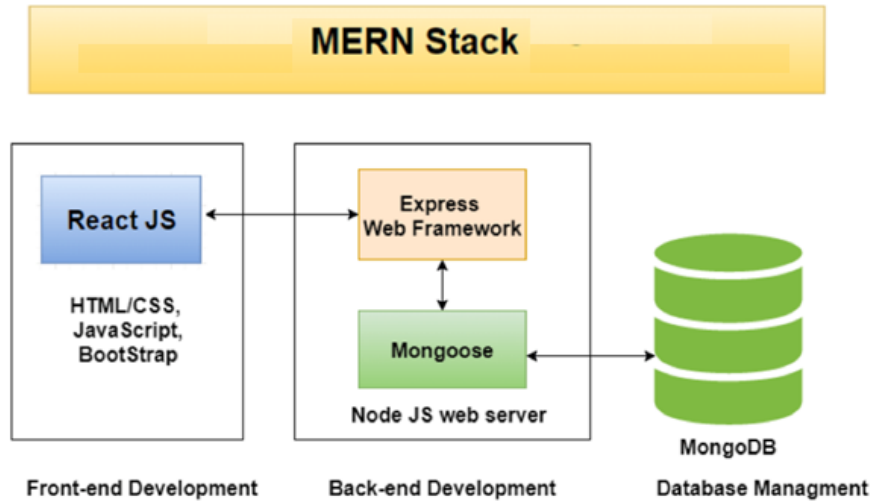 MERN Stack
React JS
HTML/CSS,
JavaScript,
BootStrap
Express
Web Framework
Mongoose
Node JS web server
MongoDB
Front-end Development
Back-end Development
Database Managment